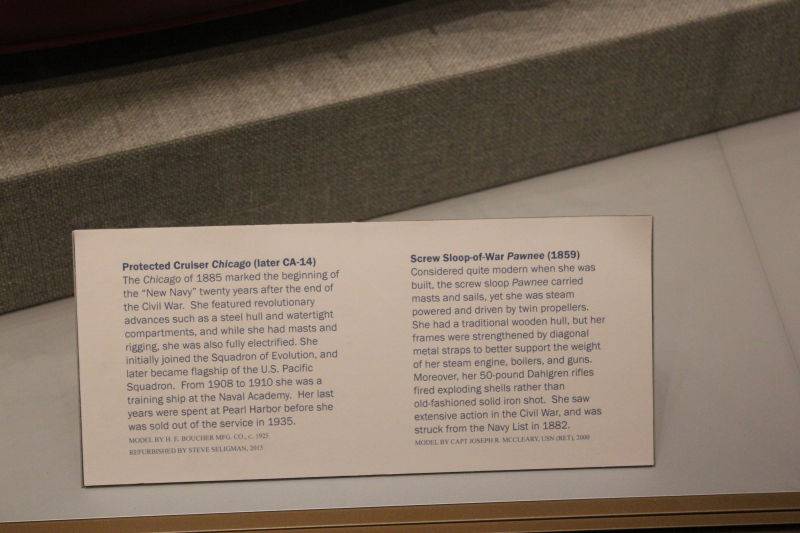 Protected Cruiser Chicago (later CA-14)
The Chicago of 1885 marked the beginning of
the "New Navy" twenty years after the end of
the Civil War. She featured revolutionary
advances such as a steel hull and watertight
compartments, and while she had masts and
rigging, she was also fully electrified. She
initially joined the Squadron of Evolution, and
later became flagship of the U.S. Pacific
Squadron. From 1908 to 1910 she was a
training ship at the Naval Academy. Her last
years were spent at Pearl Harbor before she
was sold out of the service in 1935.
MODEL BY H. E. BOUCHER MFG. CO., c. 1925
REFURBISHED BY STEVE SELIGMAN, 2013
Screw Sloop-of-War Pawnee (1859)
Considered quite modern when she was
built, the screw sloop Pawnee carried
masts and sails, yet she was steam
powered and driven by twin propellers.
She had a traditional wooden hull, but her
frames were strengthened by diagonal
metal straps to better support the weight
of her steam engine, boilers, and guns.
Moreover, her 50-pound Dahlgren rifles
fired exploding shells rather than
old-fashioned solid iron shot. She saw
extensive action in the Civil War, and was
struck from the Navy List in 1882.
MODEL BY CAPT JOSEPH R. MCCLEARY, USN (RET), 2000